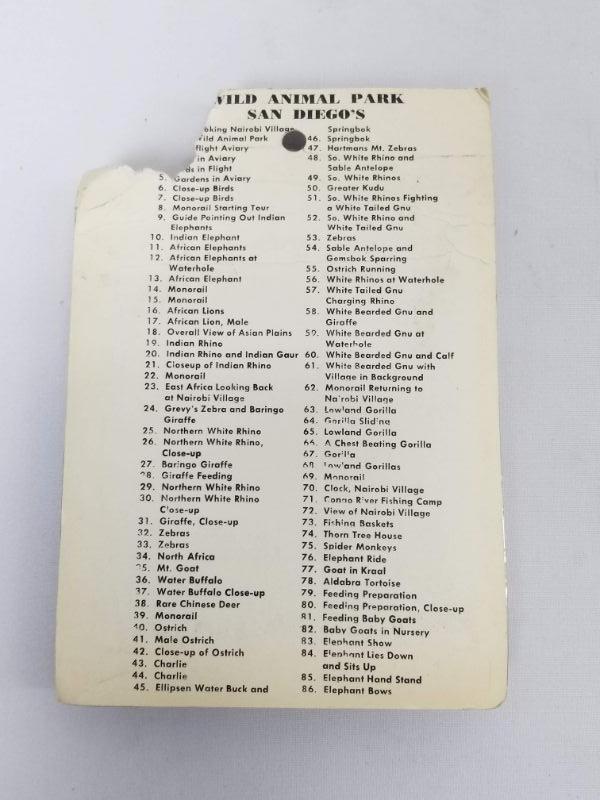 WILD ANIMAL PARK
SAN DIEGO'S
oking Nairobi Village
Wild Animal Park
Flight Aviary
in Aviary
ds in Flight
5. Gardens in Aviary
6. Close-up Birds
7. Close-up Birds
8. Monorail Starting Tour
9. Guide Pointing Out Indian
Elephants
10. Indian Elephant
11. African Elephants
12. African Elephants at
Waterhole
13. African Elephant
14. Monorail
15. Monorail
16. African Lions
17. African Lion, Male
18. Overall View of Asian Plains
19. Indian Rhino
20. Indian Rhino and Indian Gaur
21. Closeup of Indian Rhino
22. Monorail
23. East Africa Looking Back
at Nairobi Village
24. Grevy's Zebra and Baringo
Giraffe
25. Northern White Rhino
26. Northern White Rhino,
Close-up
27. Baringo Giraffe
28. Giraffe Feeding
29. Northern White Rhino
30. Northern White Rhino
Close-up
31. Giraffe, Close-up
32. Zebras
33. Zebras
34. North Africa
35. Mt. Goat
36. Water Buffalo
37. Water Buffalo Close-up
38. Rare Chinese Deer
39. Monorail
40. Ostrich
41. Male Ostrich
42. Close-up of Ostrich
43. Charlie
44. Charlie
45. Ellipsen Water Buck and
Springbok
46. Springbok
47. Hartmans Mt. Zebras
48. So. White Rhino and
Sable Antelope
49. So. White Rhinos
50. Greater Kudu
51. So. White Rhinos Fighting
a White Tailed Gnu
52. So. White Rhino and
White Tailed Gnu
53. Zebras
54. Sable Antelope and
Gemsbok Sparring
55. Ostrich Running
56. White Rhinos at Waterhole
57. White Tailed Gnu
Charging Rhino
58. White Bearded Gnu and
Giraffe
59. White Bearded Gnu at
Waterhole
60. White Bearded Gnu and Calf
61. White Bearded Gnu with
Village in Background
62. Monorail Returning to
Nairobi Village
63. Lowland Gorilla
64. Gorilla Sliding
65. Lowland Gorilla
66. A Chest Beating Gorilla
67. Gorilla
68. Lowland Gorillas
69. Monorail
70. Clock, Nairobi Village
71. Congo River Fishing Camp
72. View of Nairobi Village
73. Fishing Baskets
74. Thorn Tree House
75. Spider Monkeys
76. Elephant Ride
77. Goat in Kraal
78. Aldabra Tortoise
79. Feeding Preparation
80. Feeding Preparation, Close-up
81. Feeding Baby Goats
82. Baby Goats in Nursery
83. Elephant Show
84. Elephant Lies Down
and Sits Up
85. Elephant Hand Stand
86. Elephant Bows